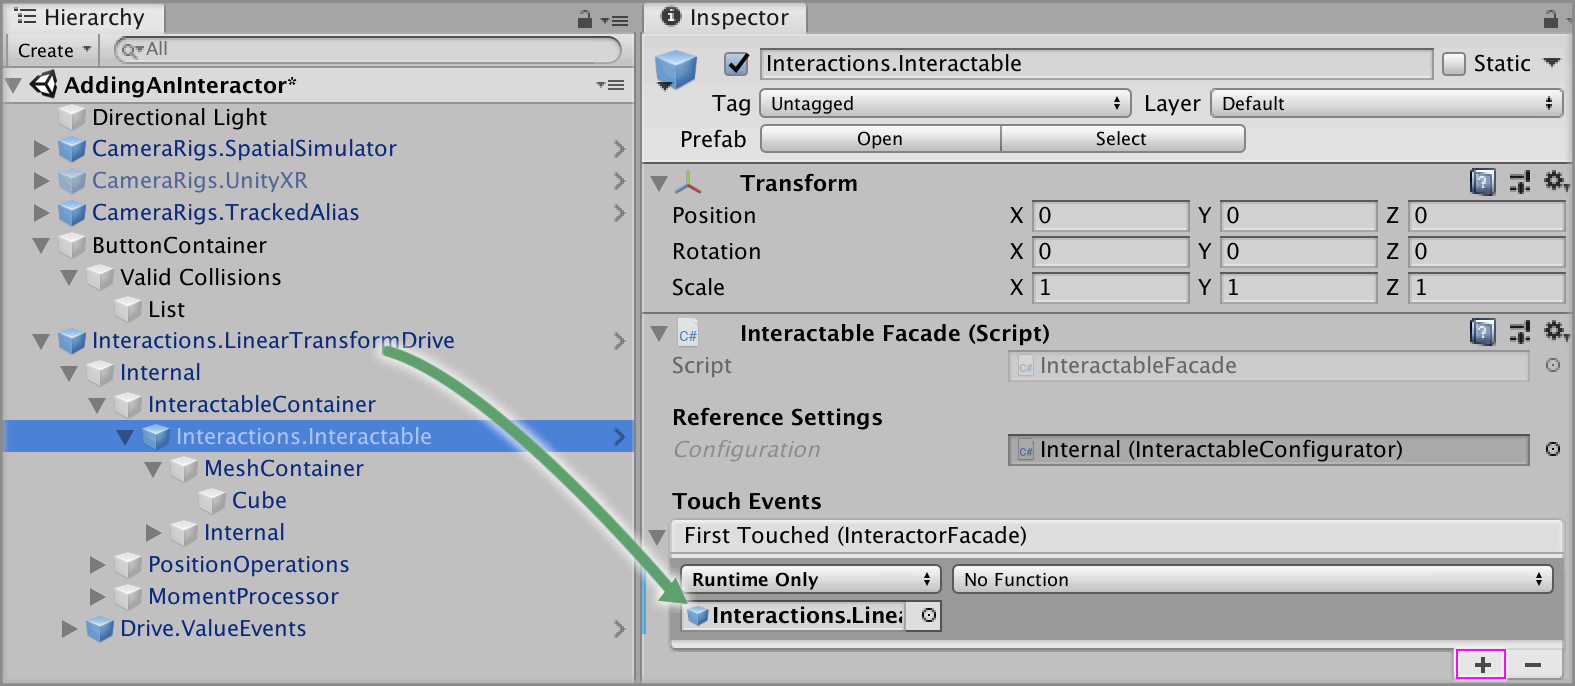 Hierarchy
Create
All
AddingAnInteractor*
Directional Light
CameraRigs.SpatialSimulator
CameraRigs.UnityXR
CameraRigs.TrackedAlias
ButtonContainer
Valid Collisions
List
Interactions.LinearTransformDrive
Internal
InteractableContainer
Interactions.Interactable
MeshContainer
Cube
Internal
PositionOperations
MomentProcessor
Drive.ValueEvents
Inspector
Interactions.Interactable
Static
Tag Untagged Layer Default
Prefab Open Select
Transform
Position X 0 Y 0 Z 0
Rotation X 0 Y 0 Z 0
Scale X 1 Y 1 Z 1
C# Interactable Facade (Script)
Script C# InteractableFacade
Reference Settings
Configuration C# Internal (InteractableConfigurator)
Touch Events
First Touched (InteractorFacade)
Runtime Only No Function
Interactions.Linea